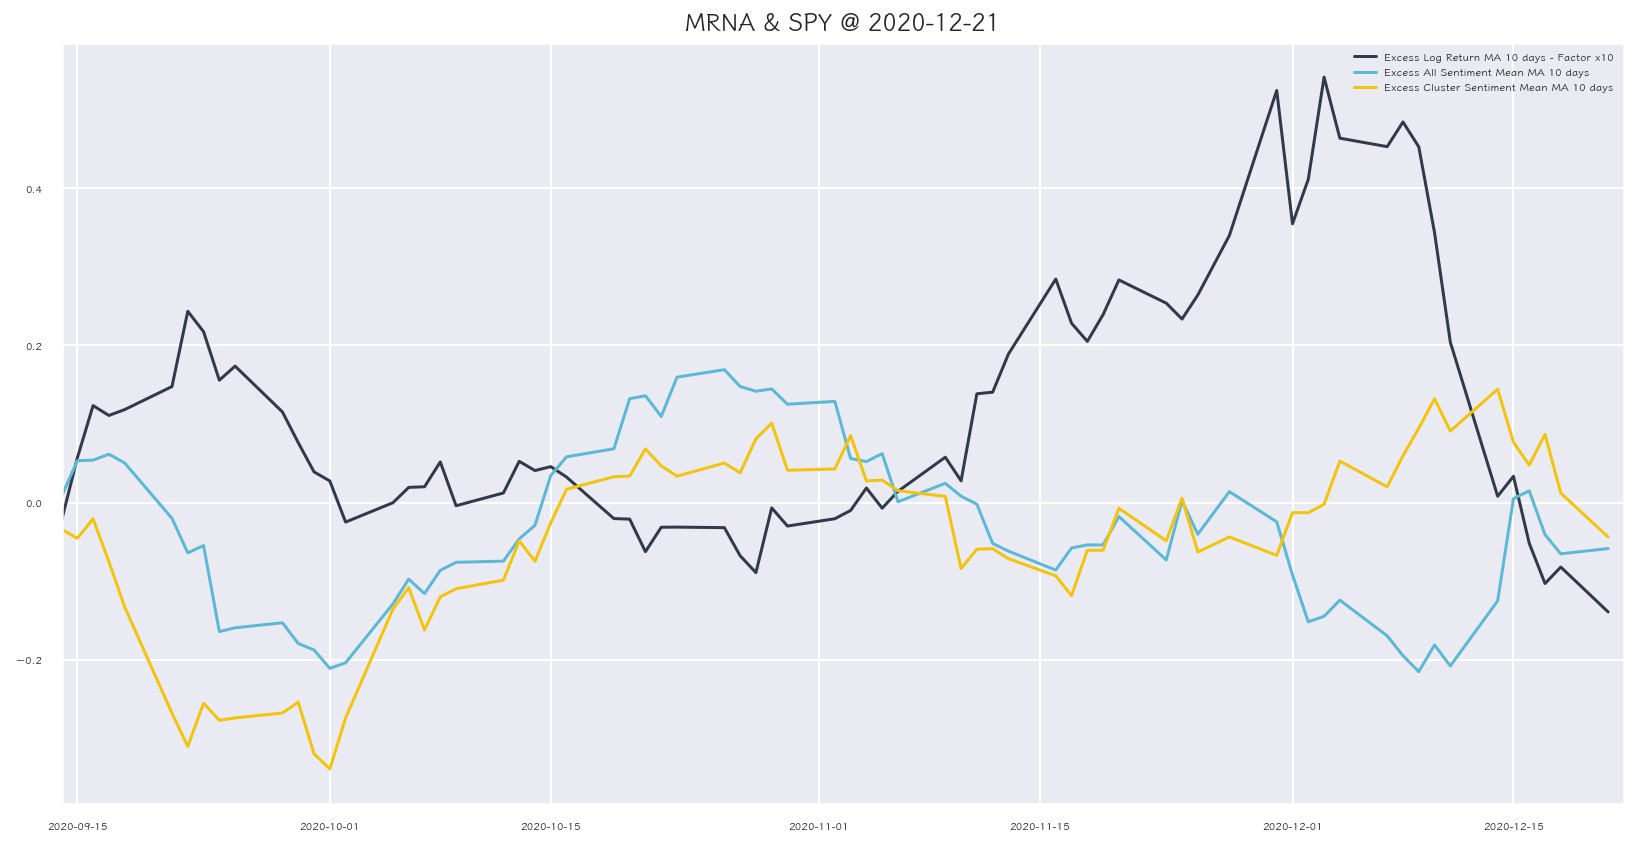 MRNA & SPY @ 2020-12-21
Excess Log Return MA 10 days - Factor x10
Excess All Sentiment Mean MA 10 days
Excess Cluster Sentiment Mean MA 10 days
0.4
0.2
0.0
−0.2
2020-09-15 2020-10-01 2020-10-15 2020-11-01 2020-11-15 2020-12-01 2020-12-15